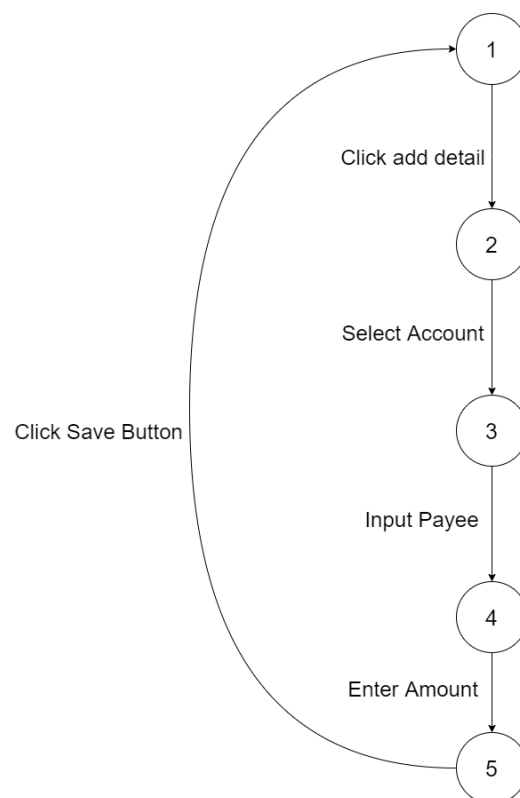 1
Click add detail
2
Select Account
Click Save Button
3
Input Payee
4
Enter Amount
5